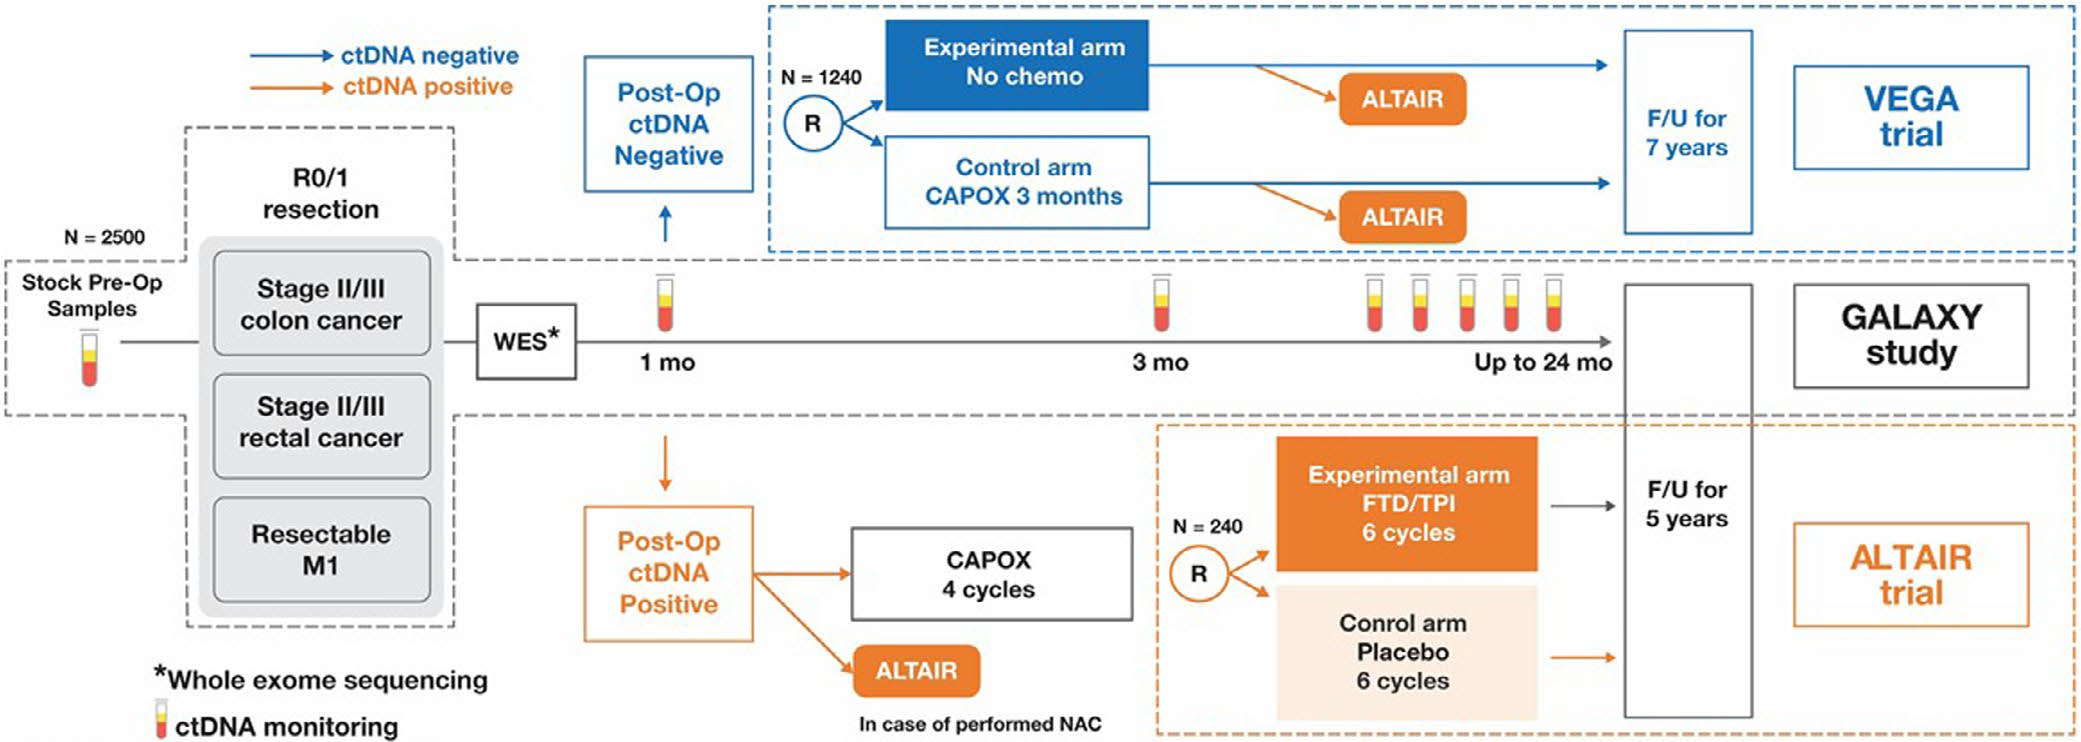 ctDNA negative
ctDNA positive
N = 2500
Stock Pre-Op
Samples
R0/1
resection
Stage II/III
colon cancer
Stage II/III
rectal cancer
Resectable
M1
WES*
Post-Op
ctDNA
Negative
N = 1240
R
Experimental arm
No chemo
ALTAIR
Control arm
CAPOX 3 months
ALTAIR
F/U for
7 years
VEGA
trial
1 mo
3 mo
Up to 24 mo
GALAXY
study
Post-Op
ctDNA
Positive
CAPOX
4 cycles
ALTAIR
In case of performed NAC
N = 240
R
Experimental arm
FTD/TPI
6 cycles
Conrol arm
Placebo
6 cycles
F/U for
5 years
ALTAIR
trial
*Whole exome sequencing
ctDNA monitoring